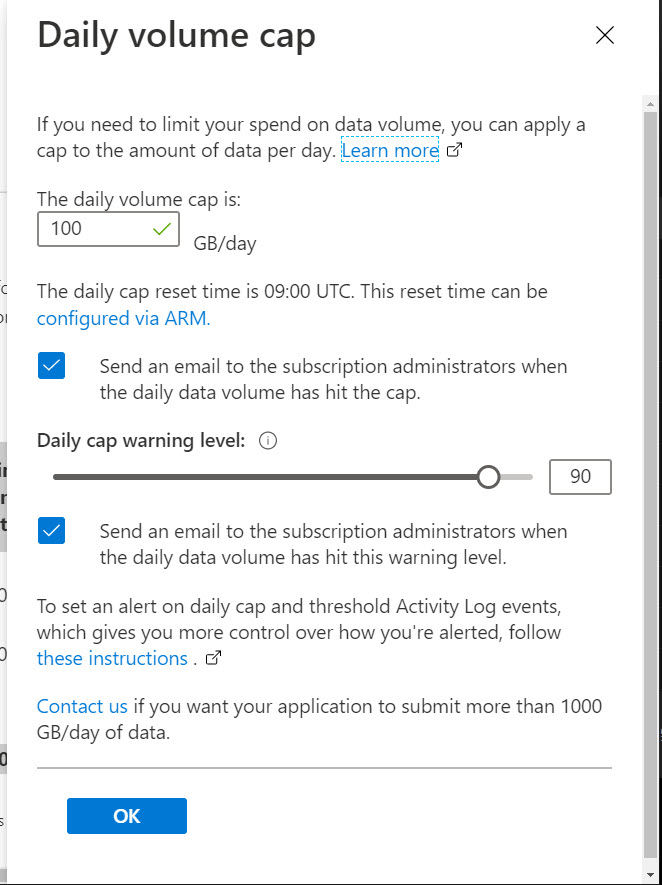 Daily volume cap
If you need to limit your spend on data volume, you can apply a
cap to the amount of data per day. Learn more
The daily volume cap is:
100
GB/day
The daily cap reset time is 09:00 UTC. This reset time can be
configured via ARM.
Send an email to the subscription administrators when
the daily data volume has hit the cap.
Daily cap warning level:
90
Send an email to the subscription administrators when
the daily data volume has hit this warning level.
To set an alert on daily cap and threshold Activity Log events,
which gives you more control over how you're alerted, follow
these instructions .
Contact us if you want your application to submit more than 1000
GB/day of data.
OK